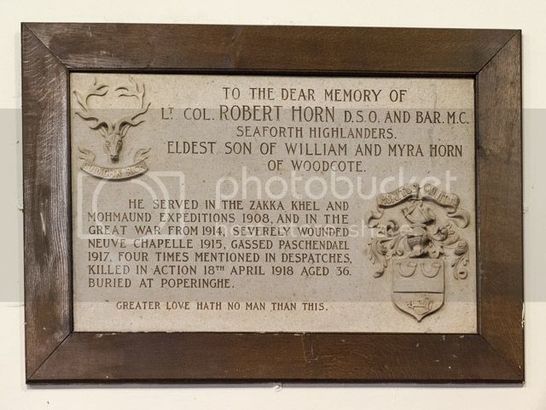 TO THE DEAR MEMORY OF
LT. COL. ROBERT HORN D.S.O. AND BAR. M.C.
SEAFORTH HIGHLANDERS.
ELDEST SON OF WILLIAM AND MYRA HORN
OF WOODCOTE.
HE SERVED IN THE ZAKKA KHEL AND
MOHMAUND EXPEDITIONS 1908, AND IN THE
GREAT WAR FROM 1914, SEVERELY WOUNDED
NEUVE CHAPELLE 1915, GASSED PASCHENDAEL
1917, FOUR TIMES MENTIONED IN DESPATCHES,
KILLED IN ACTION 18TH APRIL 1918 AGED 36.
BURIED AT POPERINGHE.
GREATER LOVE HATH NO MAN THAN THIS.
photobucket